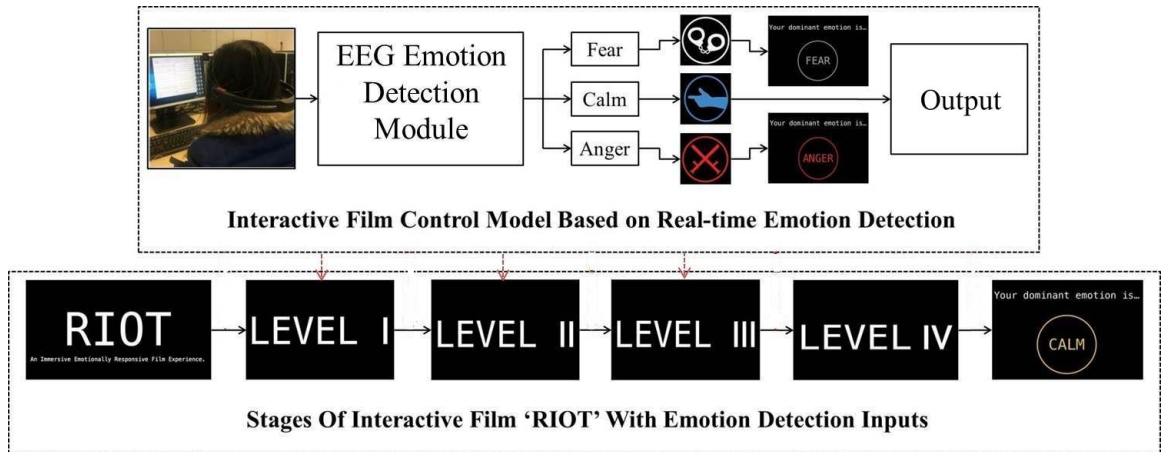 EEG Emotion
Detection
Module
Fear
Calm
Anger
Your dominant emotion is…
FEAR
Your dominant emotion is…
ANGER
Output
Interactive Film Control Model Based on Real-time Emotion Detection
RIOT
An Immersive Emotionally Responsive Film Experience.
LEVEL I
LEVEL II
LEVEL III
LEVEL IV
Your dominant emotion is…
CALM
Stages Of Interactive Film ‘RIOT’ With Emotion Detection Inputs